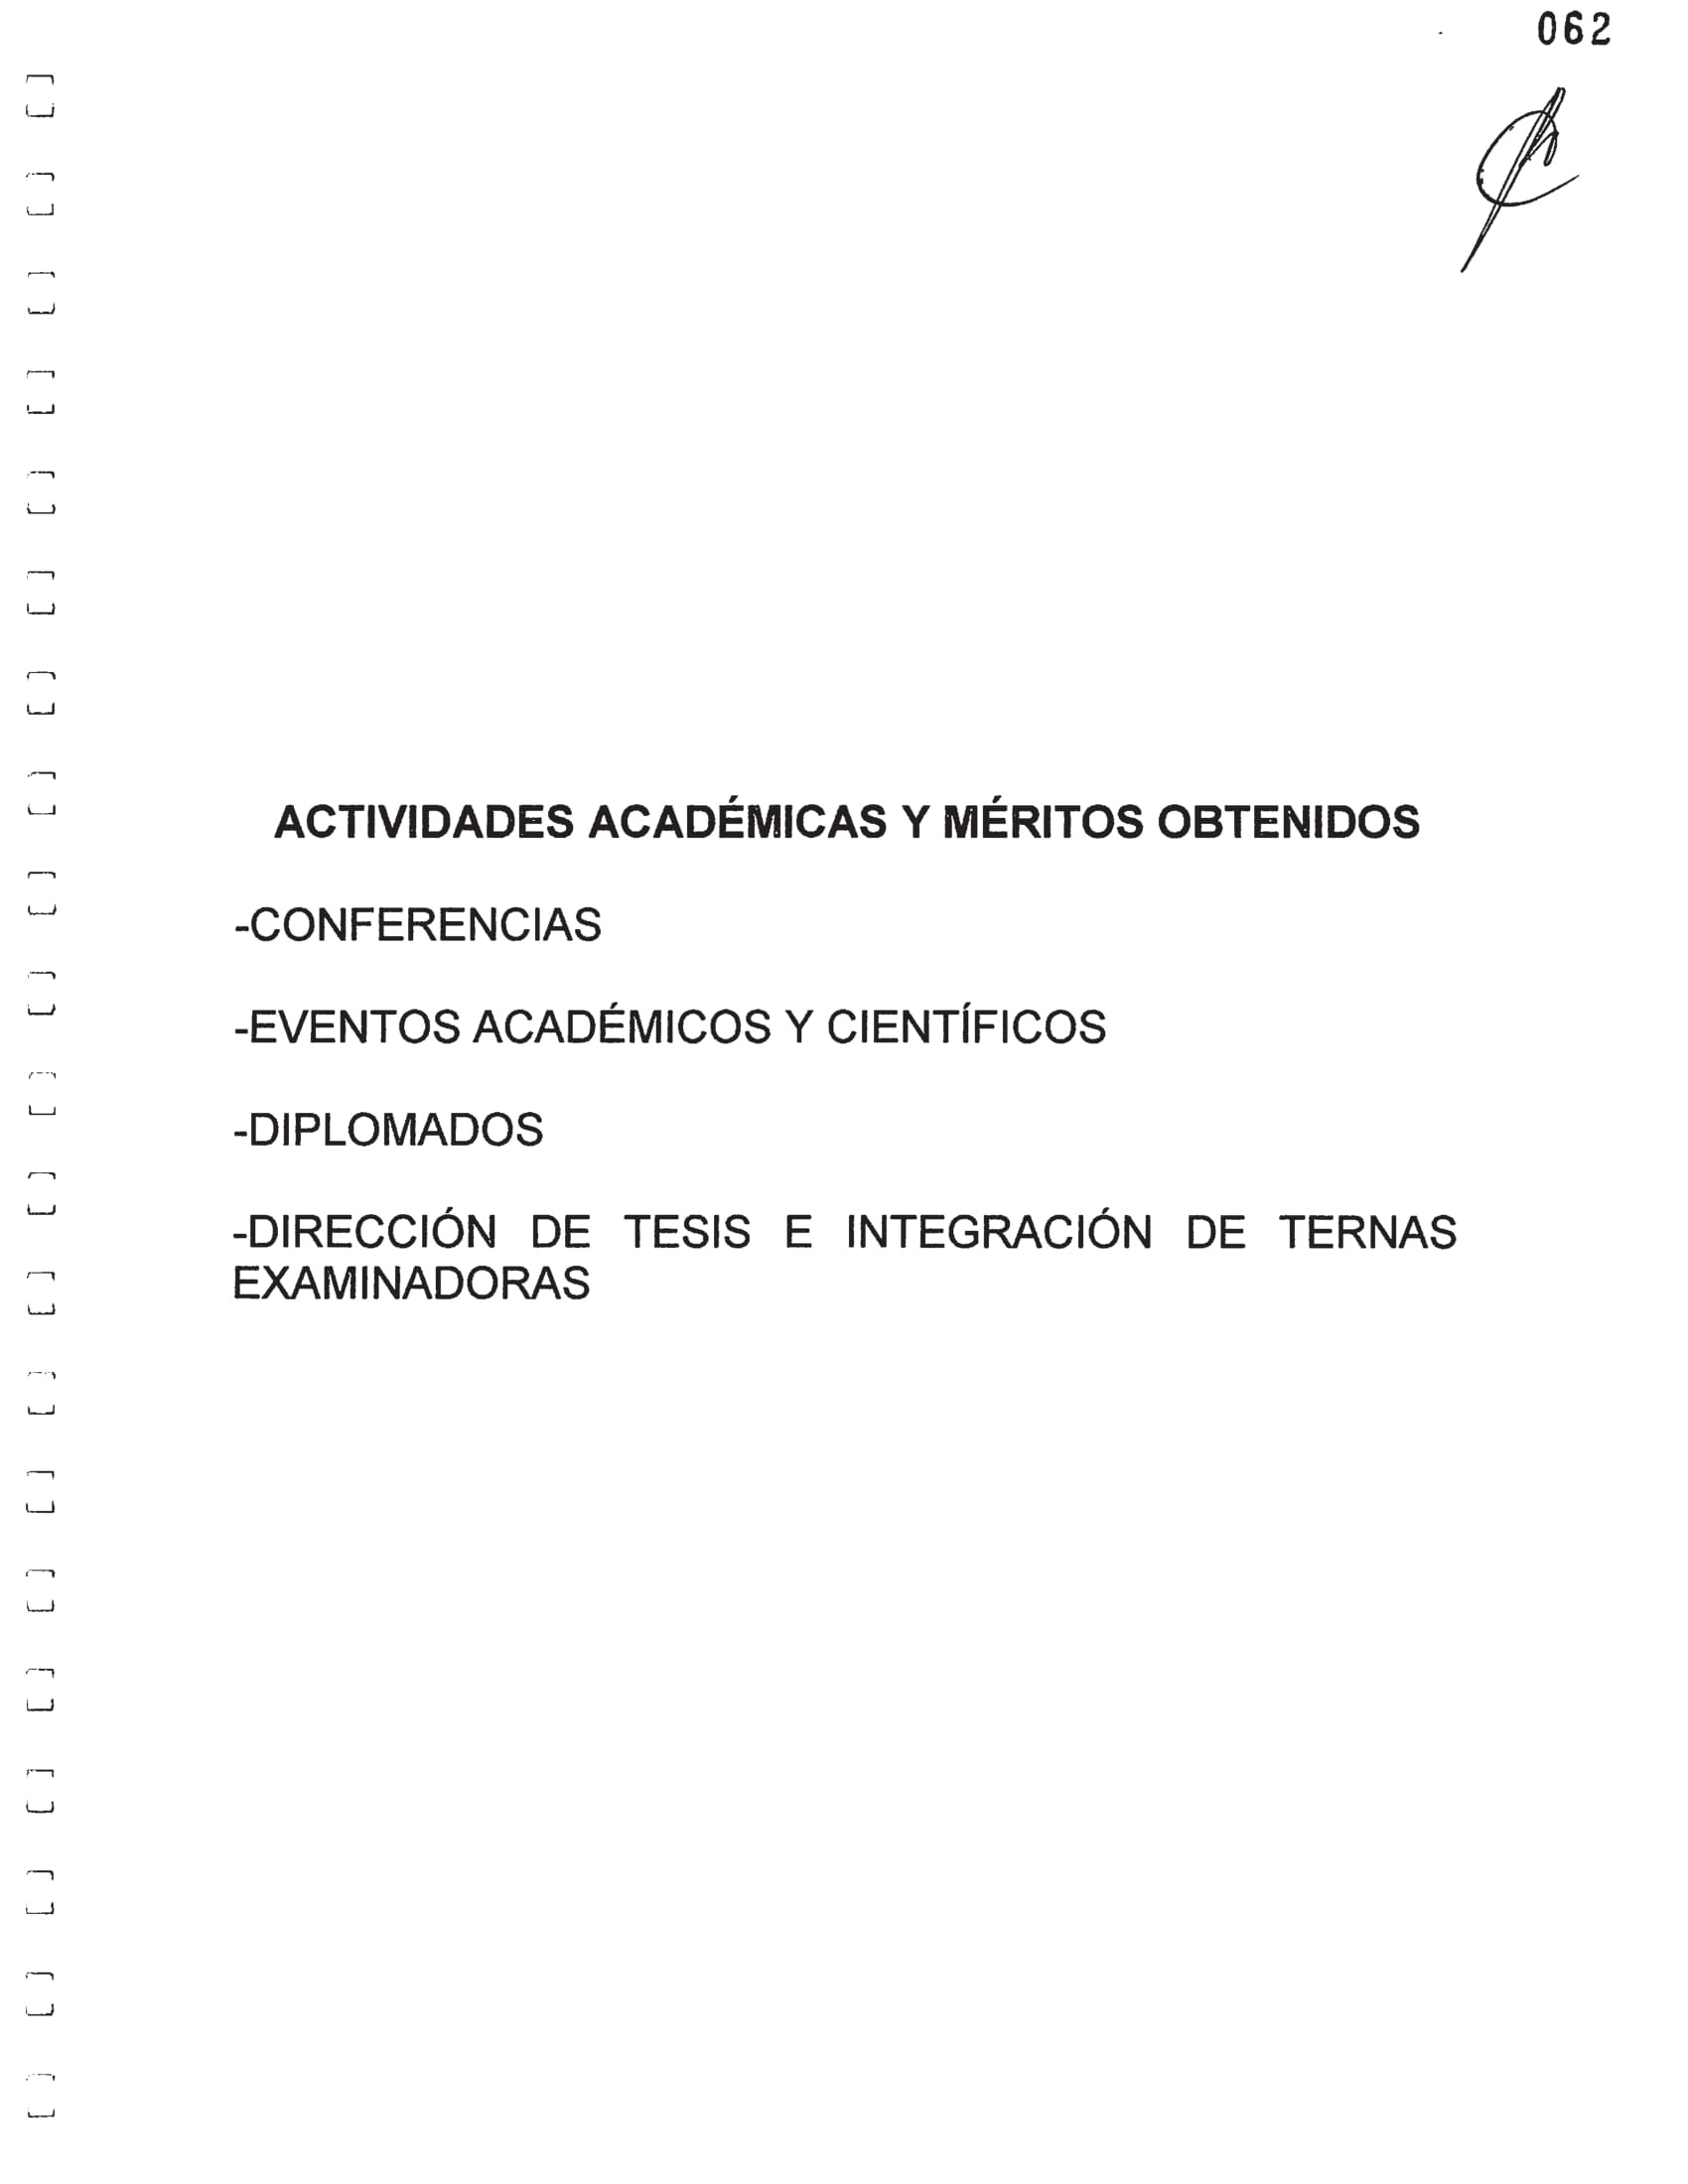 062
ACTIVIDADES ACADÉMICAS Y MÉRITOS OBTENIDOS
-CONFERENCIAS
-EVENTOS ACADÉMICOS Y CIENTÍFICOS
-DIPLOMADOS
-DIRECCIÓN DE TESIS E INTEGRACIÓN DE TERNAS
EXAMINADORAS